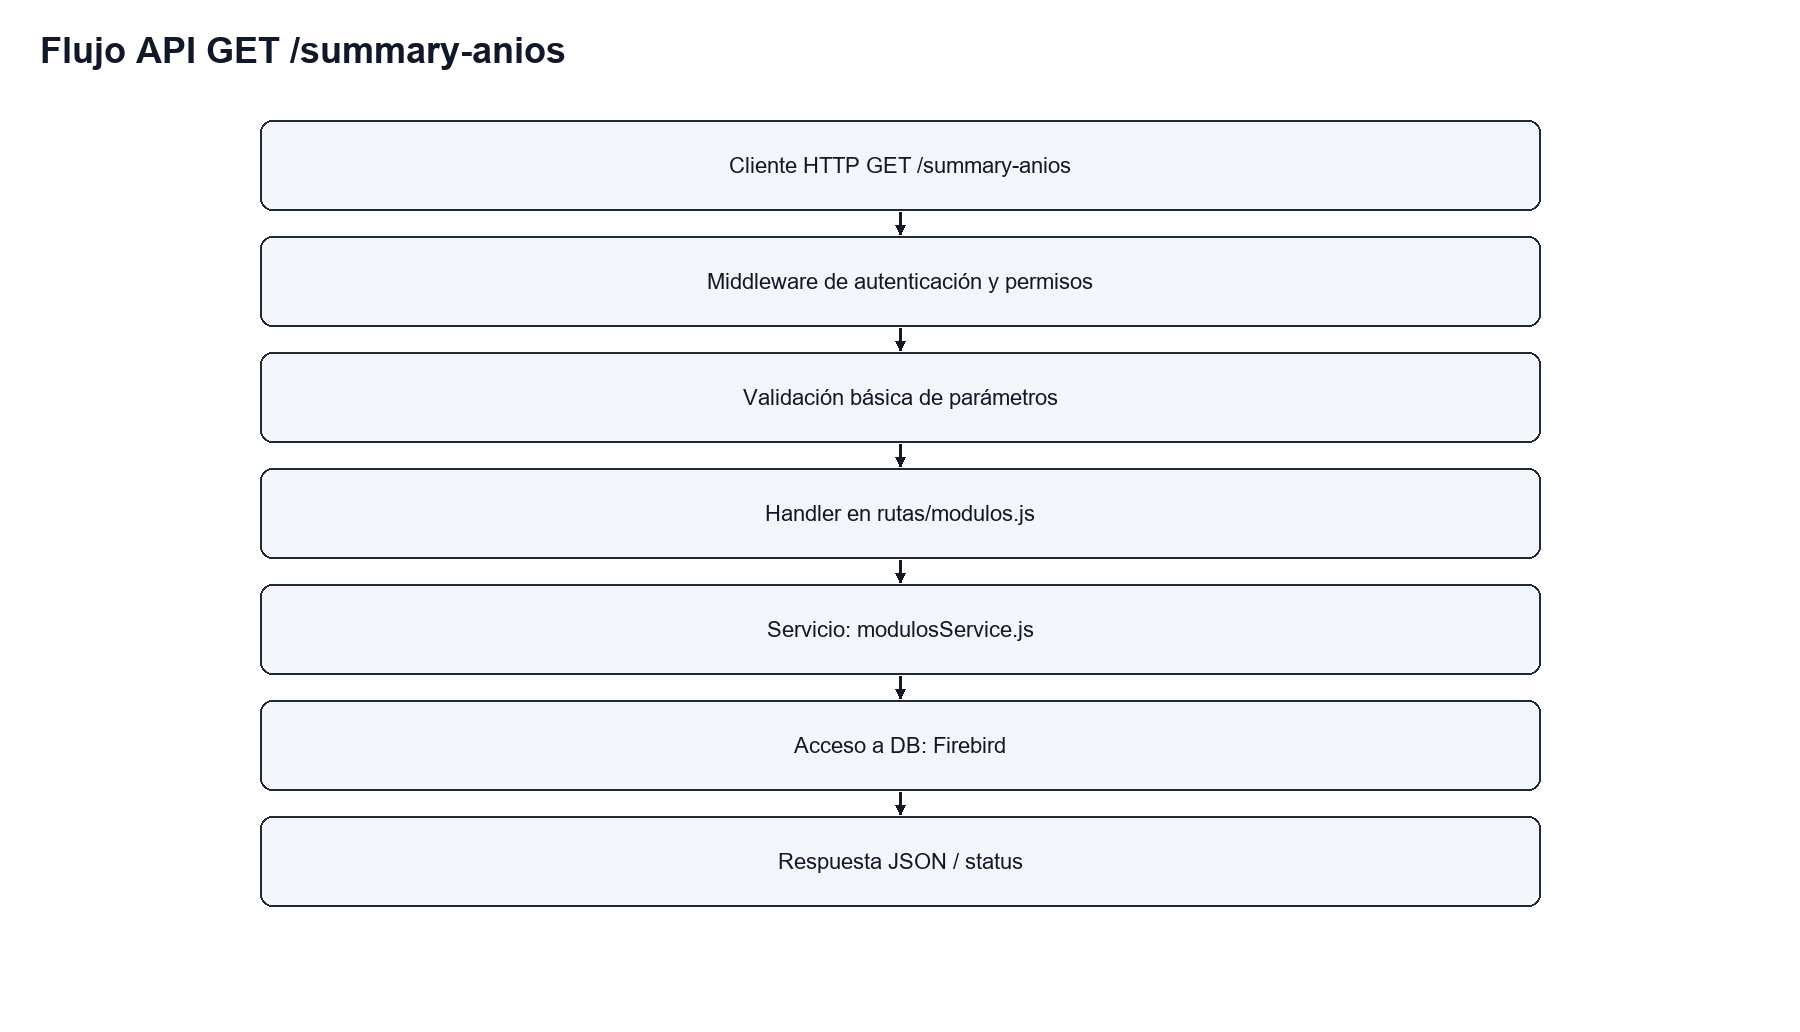 Flujo API GET /summary-anios
Cliente HTTP GET /summary-anios
Middleware de autenticación y permisos
Validación básica de parámetros
Handler en rutas/modulos.js
Servicio: modulosService.js
Acceso a DB: Firebird
Respuesta JSON / status